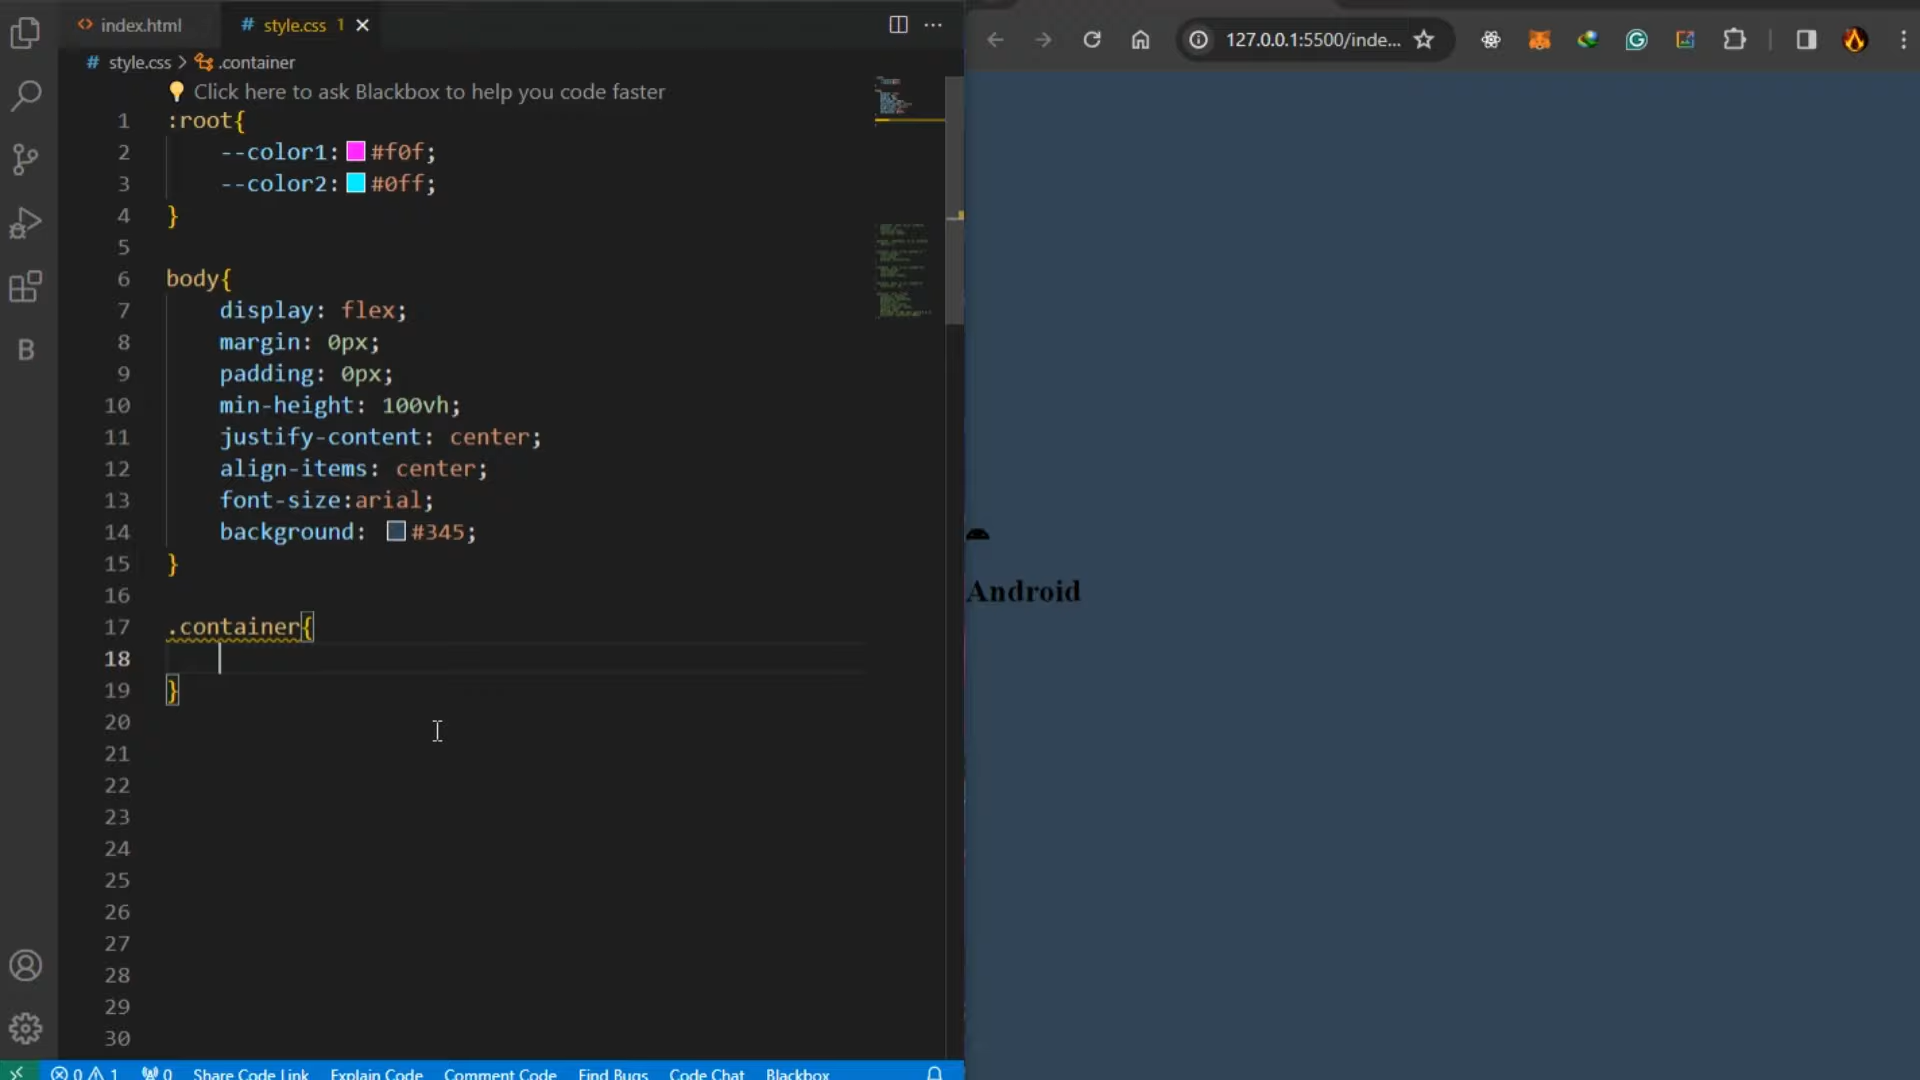 index.html
# style.css 1
# style.css > .container
Click here to ask Blackbox to help you code faster
1 :root{
2 --color1: #f0f;
3 --color2: #0ff;
4 }
5
6 body{
7 display: flex;
8 margin: 0px;
9 padding: 0px;
10 min-height: 100vh;
11 justify-content: center;
12 align-items: center;
13 font-size:arial;
14 background: #345;
15 }
16
17 .container{
18
19 }
20
21
22
23
24
25
26
27
28
29
30
0 1 0 Share Code Link Explain Code Comment Code Find Bugs Code Chat Blackbox
127.0.0.1:5500/inde...
Android